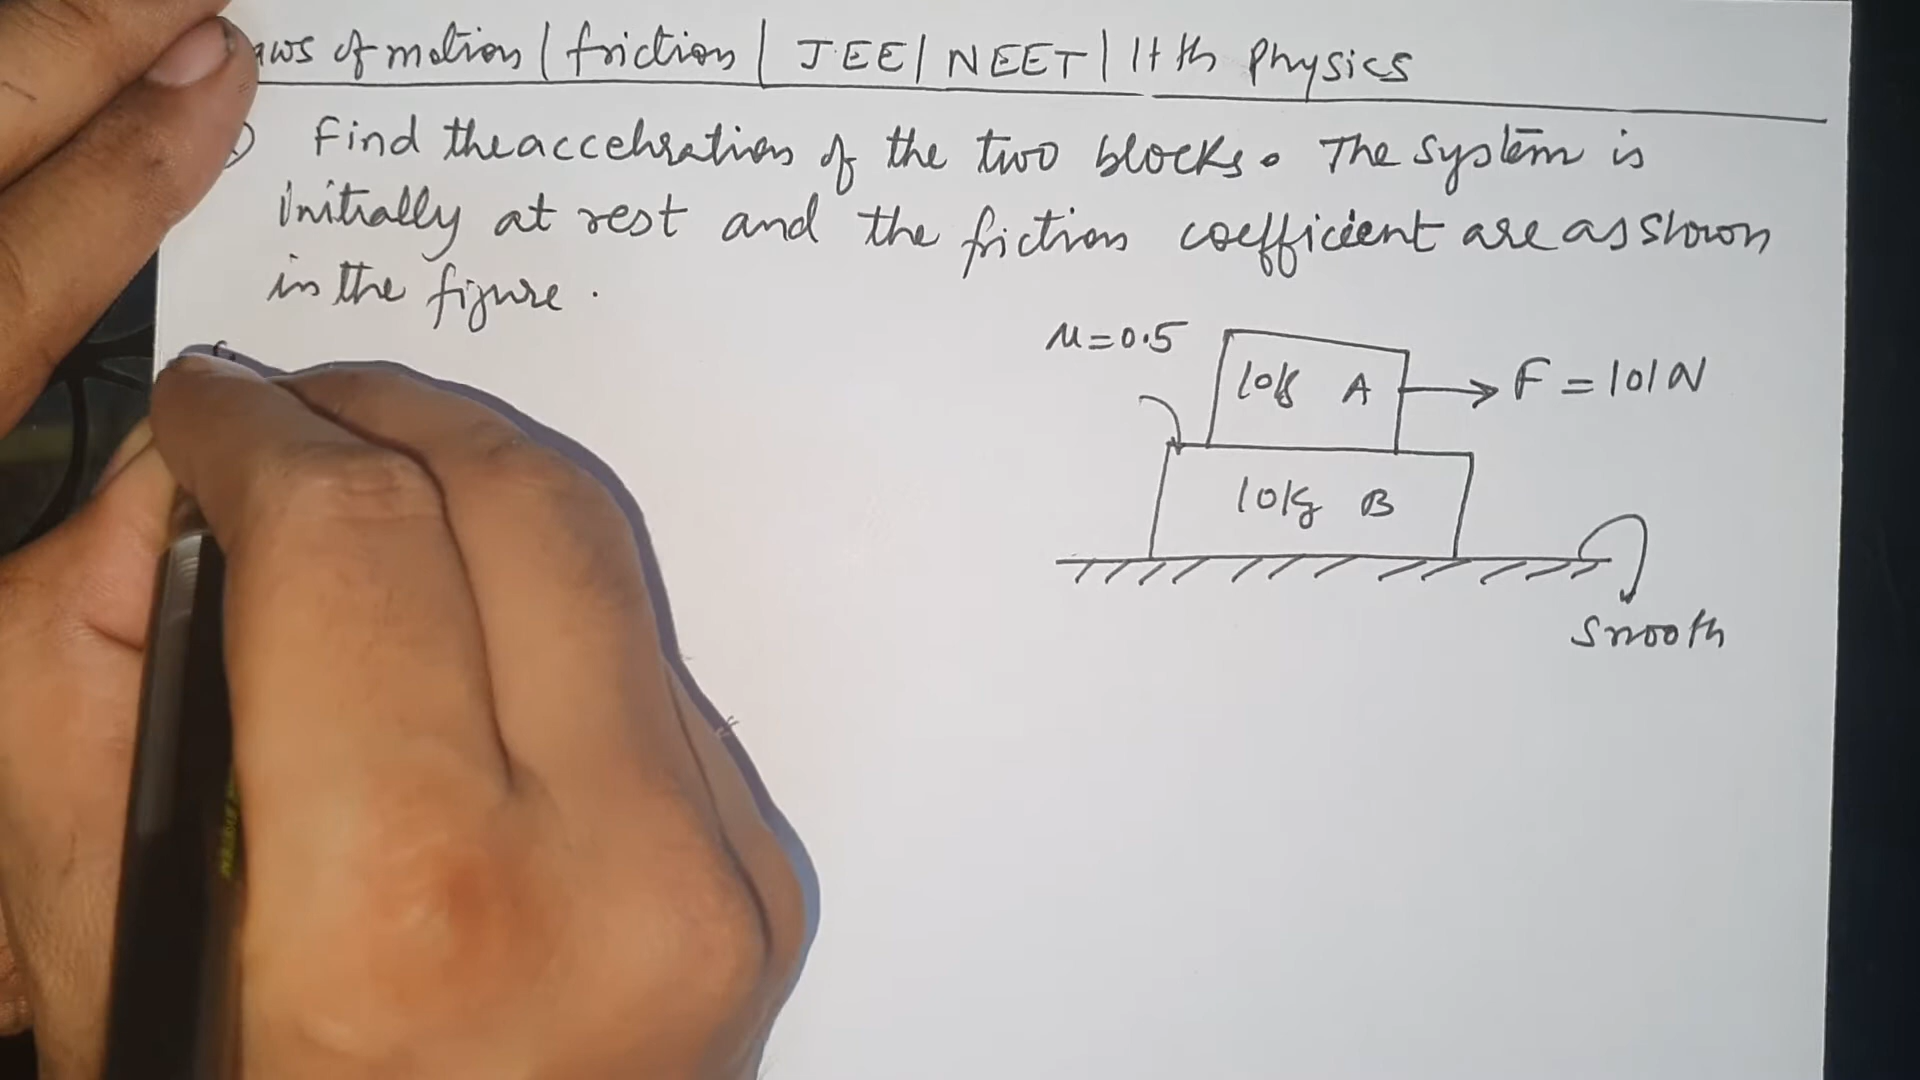 aws of motion | friction | JEE | NEET | 11th Physics
Find the acceleration of the two blocks. The System is
initially at rest and the friction coefficient are as shown
in the figure.
μ=0.5
10kg A
F = 101N
10kg B
Smooth